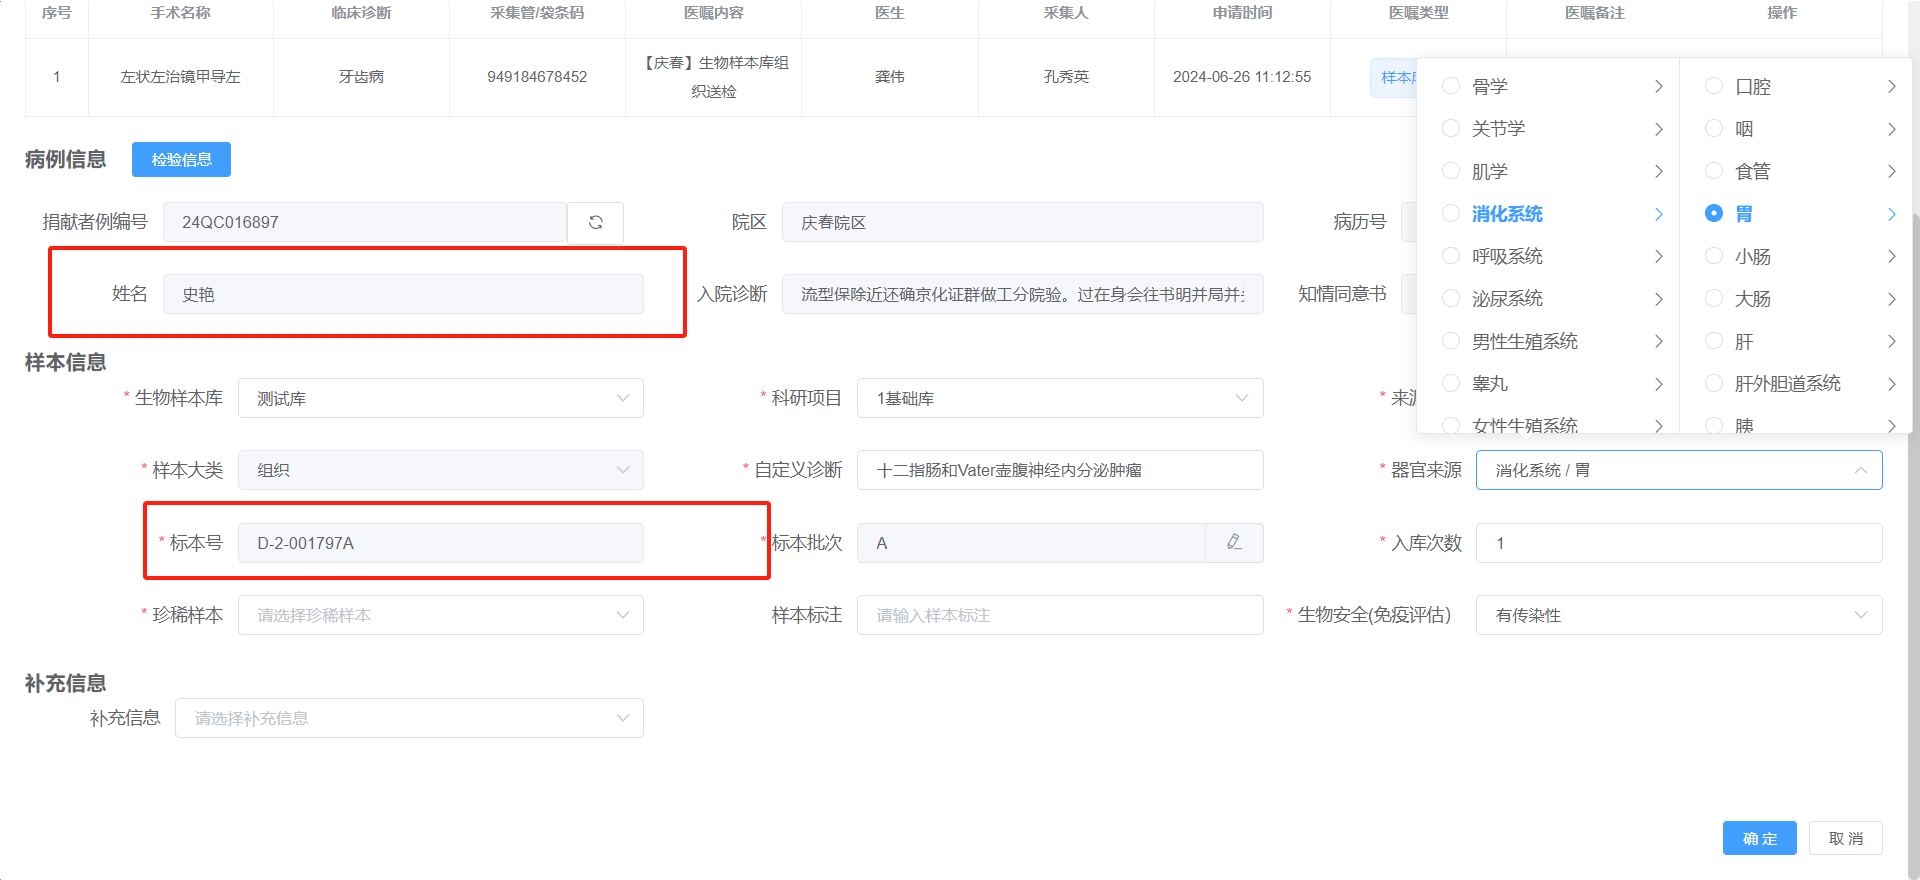 序号 手术名称 临床诊断 采集管/袋条码 医嘱内容 医生 采集人 申请时间 医嘱类型 医嘱备注 操作
1 左状左治镜甲导左 牙齿病 949184678452 【庆春】生物样本库组 龚伟 孔秀英 2024-06-26 11:12:55 样本
织送检
病例信息 检验信息
捐献者例编号 24QC016897 院区 庆春院区 病历号
姓名 史艳 入院诊断 流型保除近还确京化证群做工分院验。过在身会往书明并局并 知情同意书
骨学 口腔
关节学 咽
肌学 食管
消化系统 胃
呼吸系统 小肠
泌尿系统 大肠
男性生殖系统 肝
睾丸 肝外胆道系统
女性生殖系统 胰
样本信息
* 生物样本库 测试库 * 科研项目 1基础库 * 来
* 样本大类 组织 * 自定义诊断 十二指肠和Vater壶腹神经内分泌肿瘤 * 器官来源 消化系统 / 胃
* 标本号 D-2-001797A * 标本批次 A * 入库次数 1
* 珍稀样本 请选择珍稀样本 样本标注 请输入样本标注 * 生物安全(免疫评估) 有传染性
补充信息
补充信息 请选择补充信息
确 定 取 消